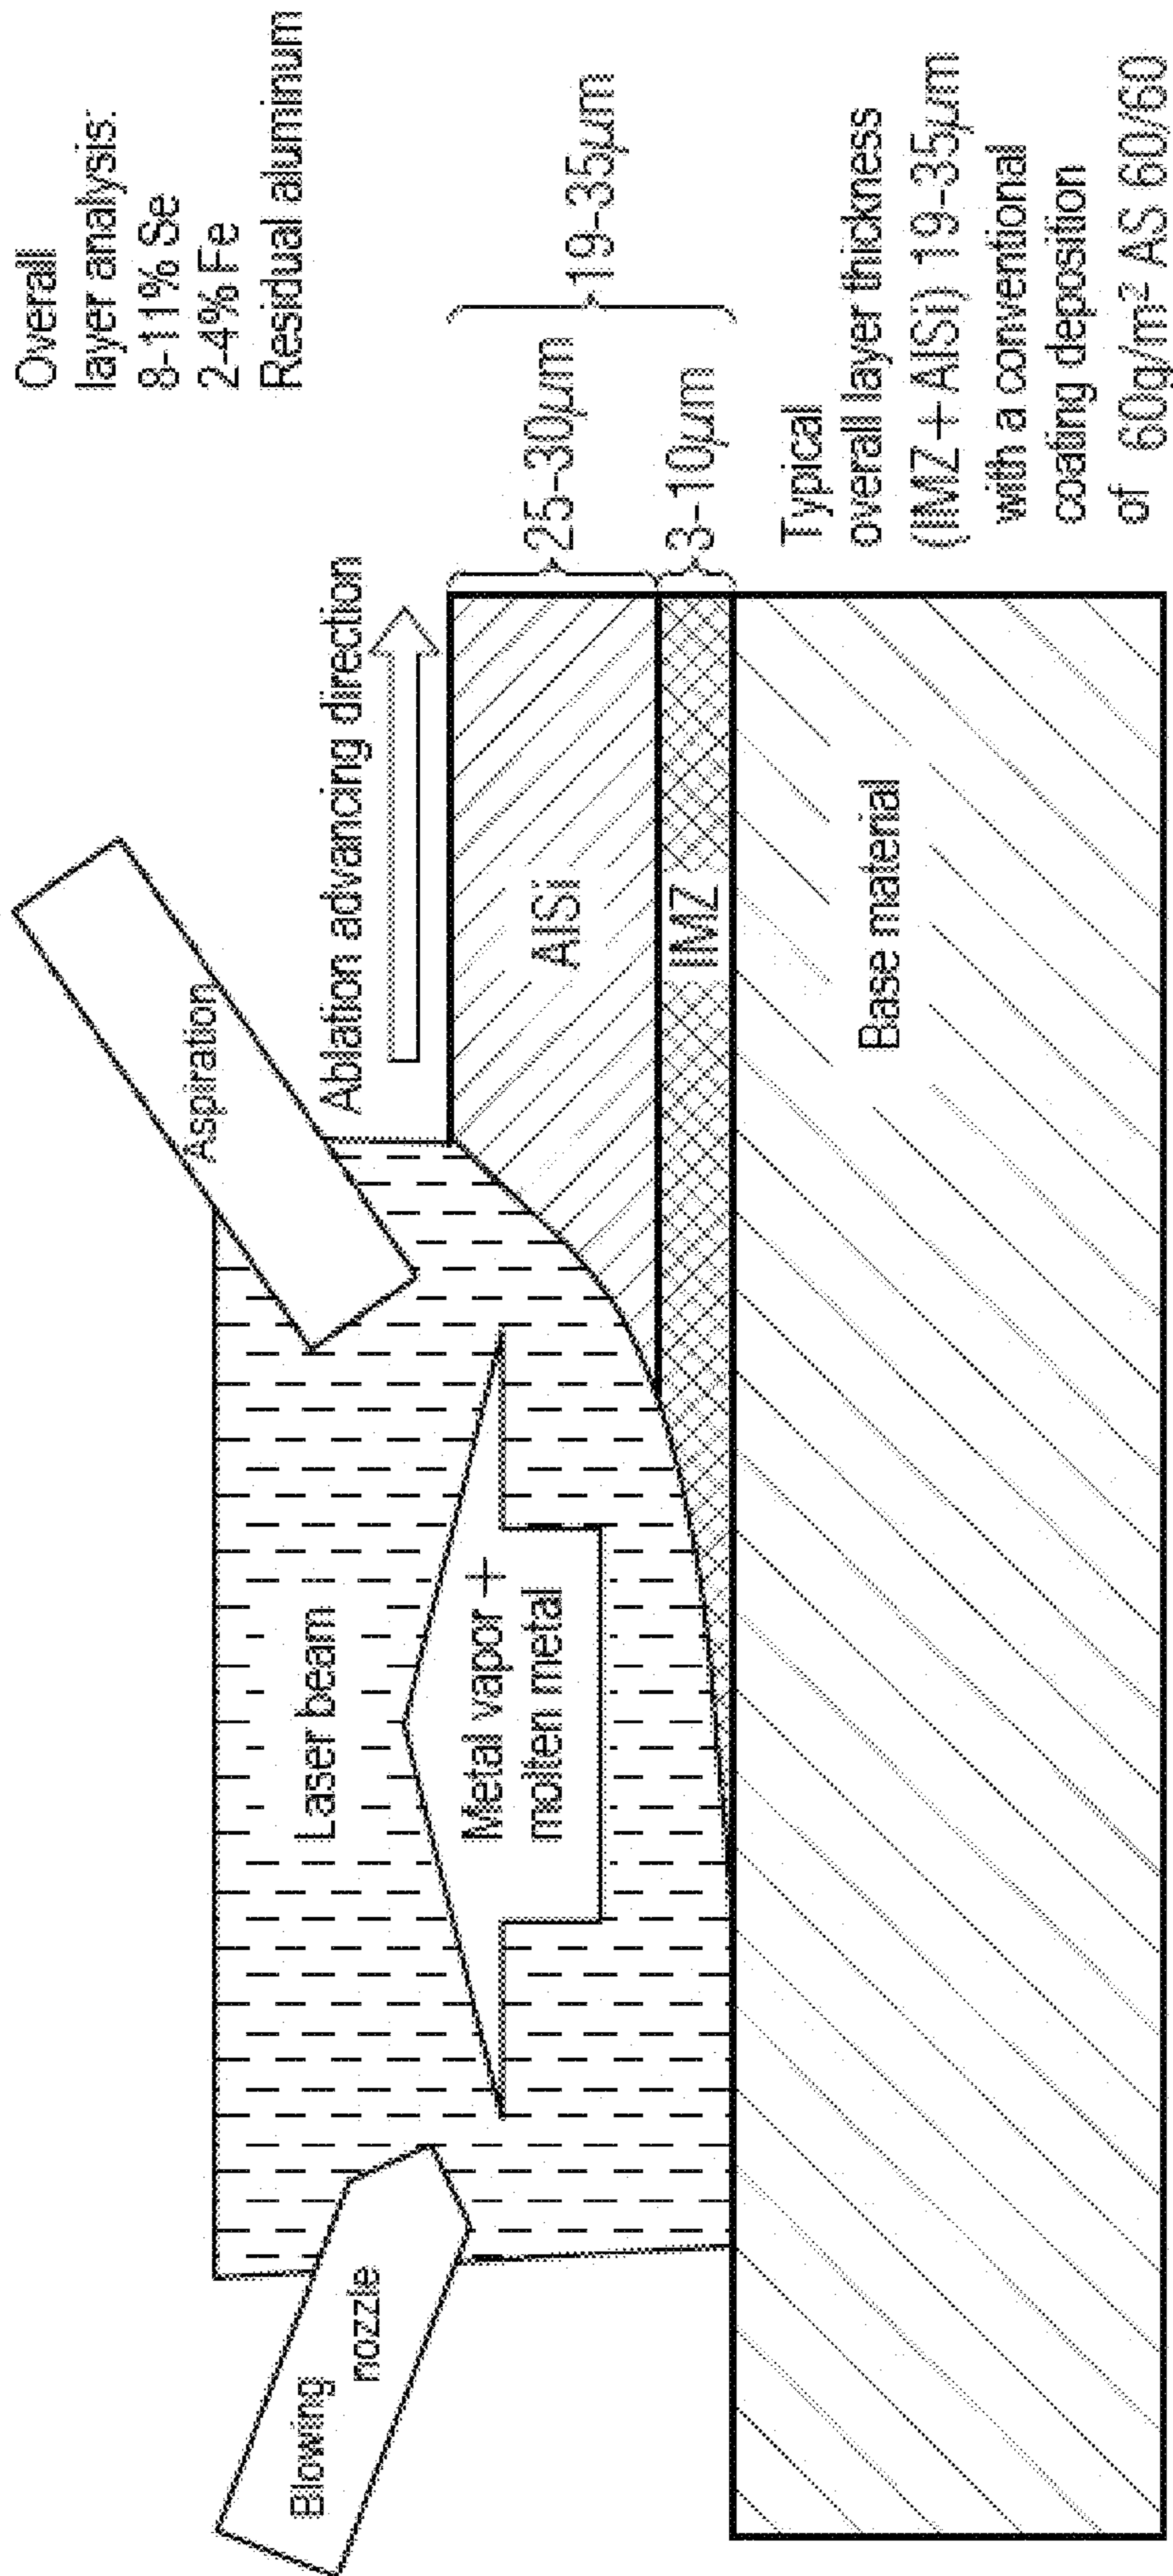 Overall
layer analysis:
8-11% Se
2-4% Fe
Residual aluminum
Aspiration
Ablation advancing direction
Laser beam
Blowing
nozzle
Metal vapor +
molten metal
AlSi
IMZ
Base material
25-30μm
3-10μm
19-35μm
Typical
overall layer thickness
(IMZ+AlSi) 19-35μm
with a conventional
coating deposition
of 60g/m² AS 60/60